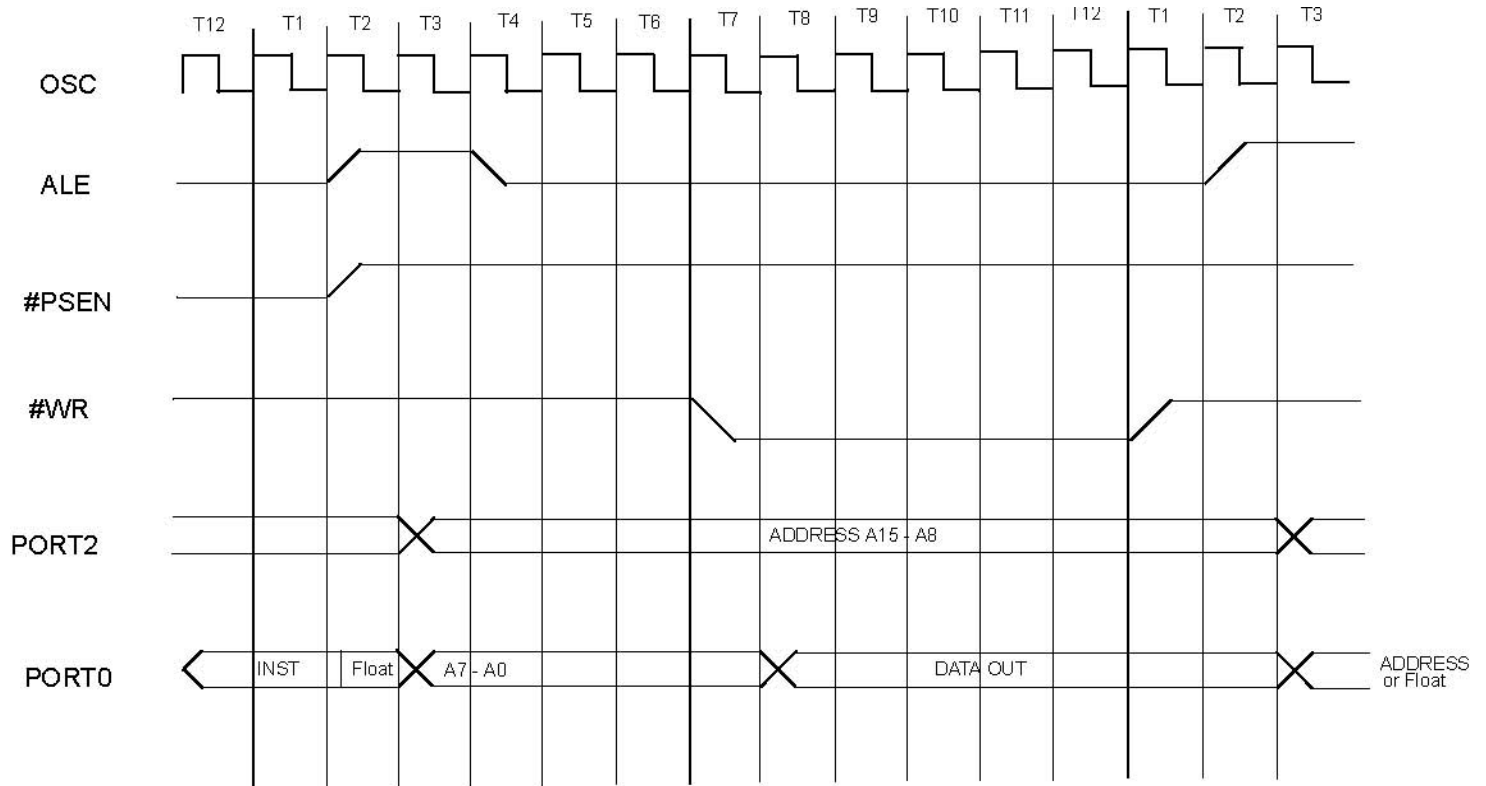 T12 T1 T2 T3 T4 T5 T6 T7 T8 T9 T10 T11 T12 T1 T2 T3
OSC
ALE
#PSEN
#WR
PORT2
ADDRESS A15 - A8
PORT0
INST
Float
A7 - A0
DATA OUT
ADDRESS
or Float